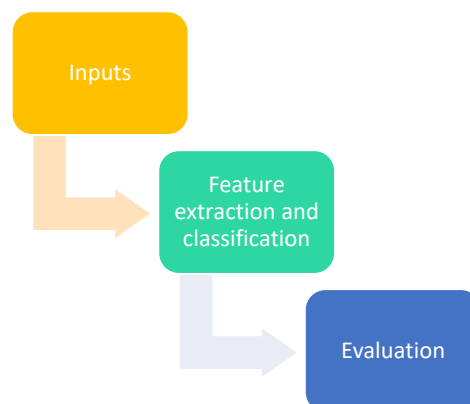 Inputs
Feature
extraction and
classification
Evaluation